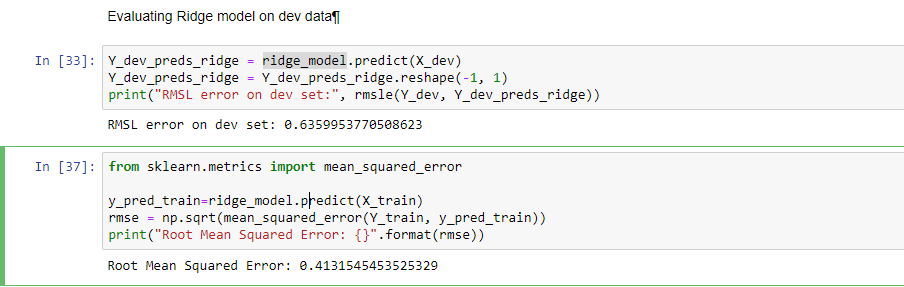 Evaluating Ridge model on dev data¶
In [33]: Y_dev_preds_ridge = ridge_model.predict(X_dev)
Y_dev_preds_ridge = Y_dev_preds_ridge.reshape(-1, 1)
print("RMSL error on dev set:", rmsle(Y_dev, Y_dev_preds_ridge))
RMSL error on dev set: 0.6359953770508623
In [37]: from sklearn.metrics import mean_squared_error
y_pred_train=ridge_model.predict(X_train)
rmse = np.sqrt(mean_squared_error(Y_train, y_pred_train))
print("Root Mean Squared Error: {}".format(rmse))
Root Mean Squared Error: 0.4131545453525329